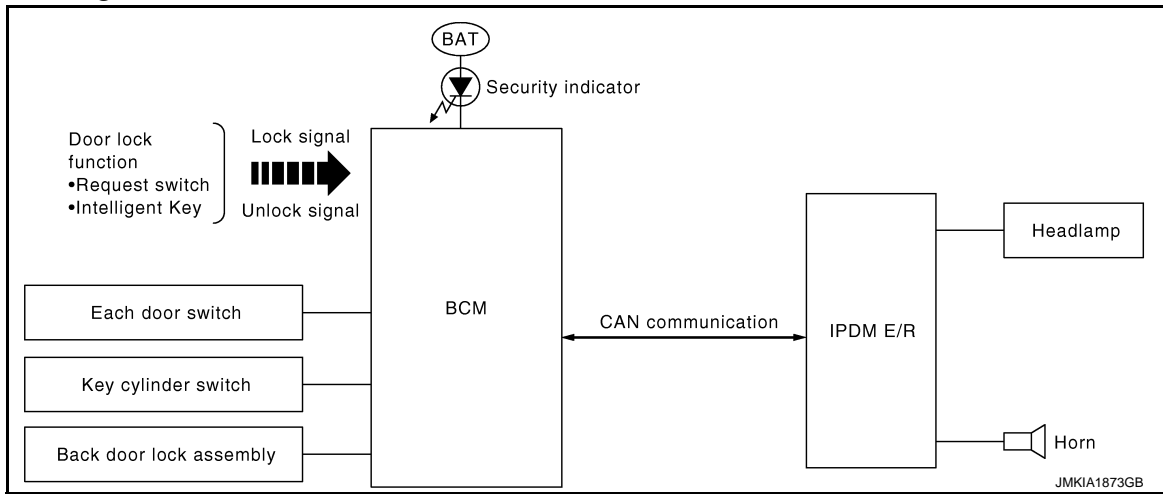 BAT
Security indicator
Door lock
function
•Request switch
•Intelligent Key
Lock signal
Unlock signal
Each door switch
Key cylinder switch
Back door lock assembly
BCM
CAN communication
IPDM E/R
Headlamp
Horn
JMKIA1873GB